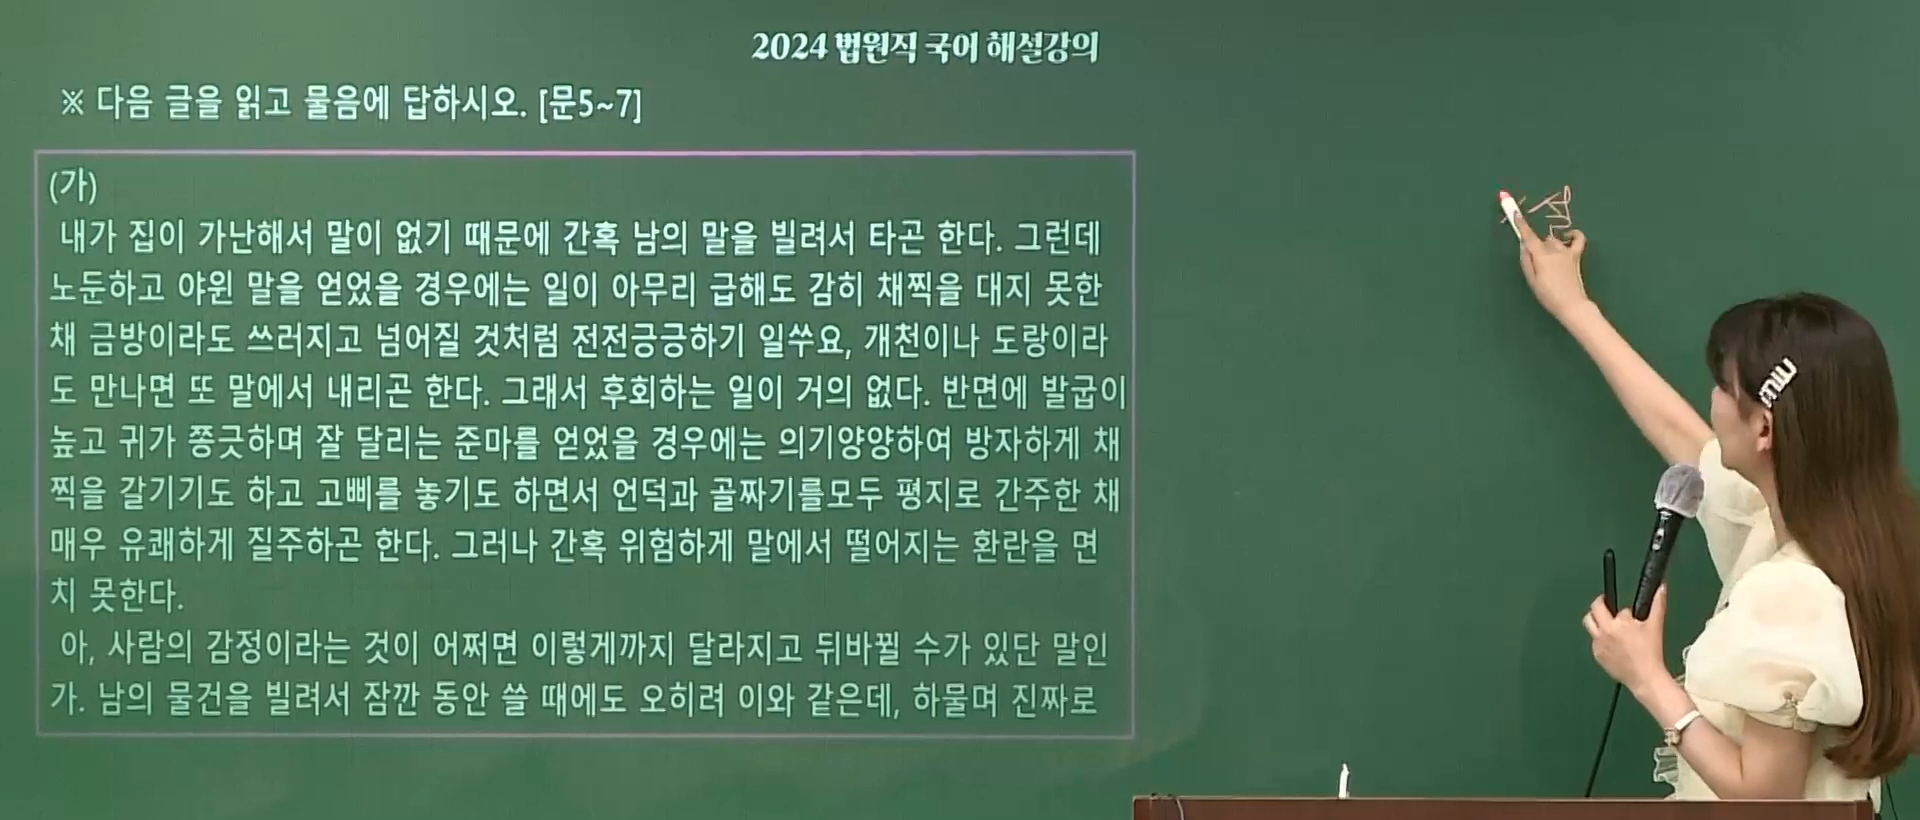 2024 법원직 국어 해설강의
※ 다음 글을 읽고 물음에 답하시오. [문5~7]
(가)
내가 집이 가난해서 말이 없기 때문에 간혹 남의 말을 빌려서 타곤 한다. 그런데
노둔하고 야윈 말을 얻었을 경우에는 일이 아무리 급해도 감히 채찍을 대지 못한
채 금방이라도 쓰러지고 넘어질 것처럼 전전긍긍하기 일쑤요, 개천이나 도랑이라
도 만나면 또 말에서 내리곤 한다. 그래서 후회하는 일이 거의 없다. 반면에 발굽이
높고 귀가 쫑긋하며 잘 달리는 준마를 얻었을 경우에는 의기양양하여 방자하게 채
찍을 갈기기도 하고 고삐를 놓기도 하면서 언덕과 골짜기를모두 평지로 간주한 채
매우 유쾌하게 질주하곤 한다. 그러나 간혹 위험하게 말에서 떨어지는 환란을 면
치 못한다.
아, 사람의 감정이라는 것이 어쩌면 이렇게까지 달라지고 뒤바뀔 수가 있단 말인
가. 남의 물건을 빌려서 잠깐 동안 쓸 때에도 오히려 이와 같은데, 하물며 진짜로